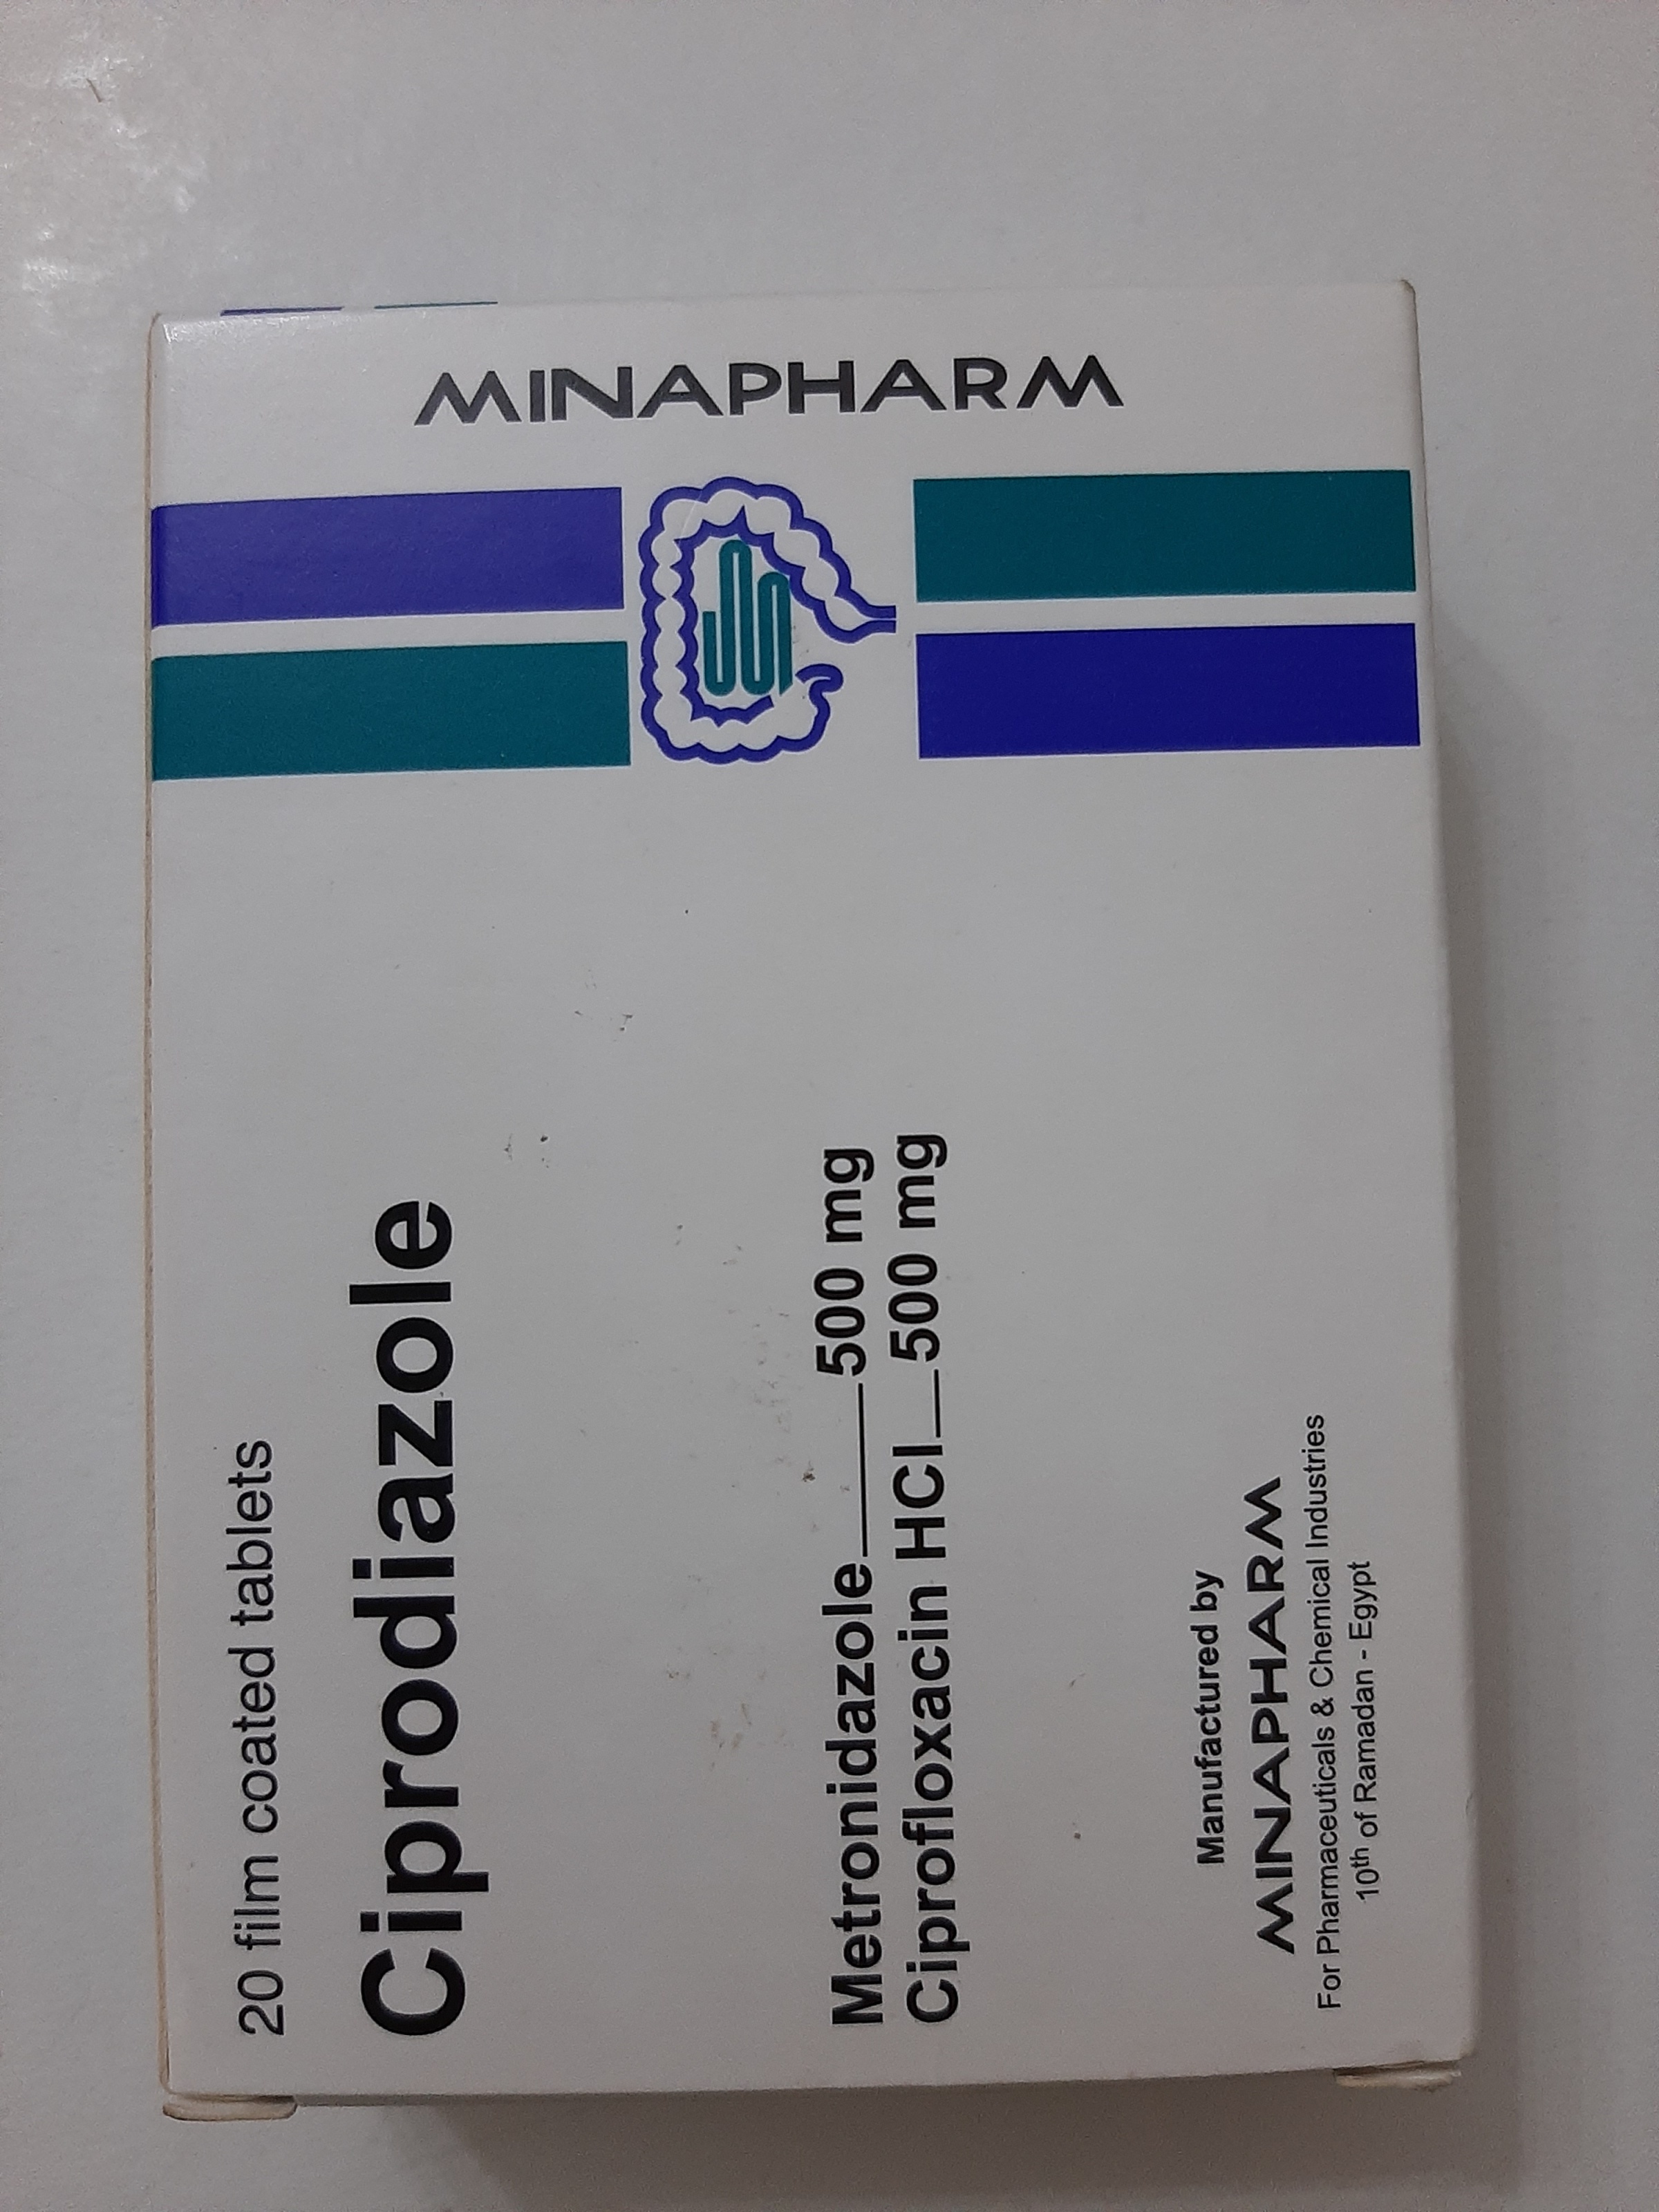 MINAPHARM
20 film coated tablets
Ciprodiazole
Metronidazole____500 mg
Ciprofloxacin HCl__500 mg
Manufactured by
MINAPHARM
For Pharmaceuticals & Chemical Industries
10th of Ramadan - Egypt